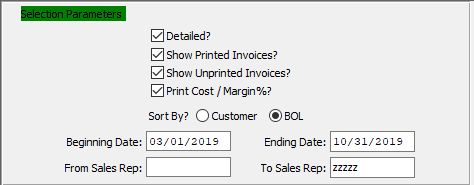 Selection Parameters
Detailed?
Show Printed Invoices?
Show Unprinted Invoices?
Print Cost / Margin%?
Sort By? Customer BOL
Beginning Date: 03/01/2019 Ending Date: 10/31/2019
From Sales Rep: To Sales Rep: zzzzz